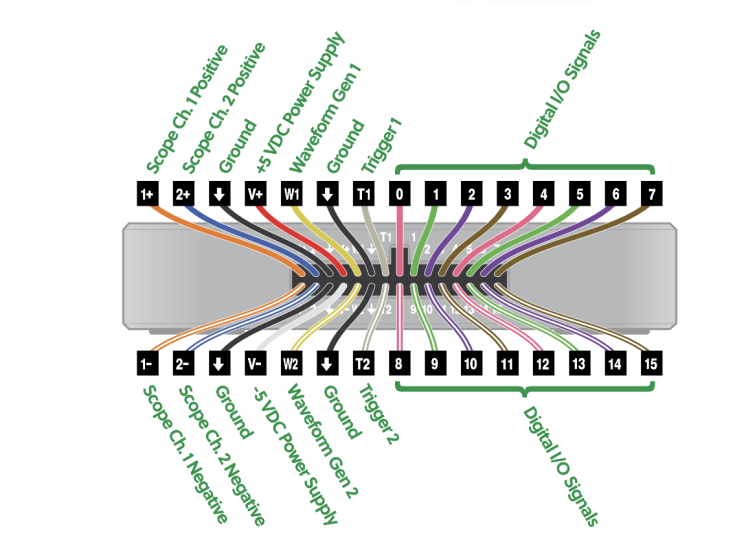 Scope Ch. 1 Positive
Scope Ch. 2 Positive
Ground
+5 VDC Power Supply
Waveform Gen 1
Ground
Trigger 1
Digital I/O Signals
1+ 2+ V+ W1 T1 0 1 2 3 4 5 6 7
T1 1
2
1- 2- V- W2 T2 8 9 10 11 12 13 14 15
Scope Ch. 1 Negative
Scope Ch. 2 Negative
Ground
-5 VDC Power Supply
Waveform Gen 2
Ground
Trigger 2
Digital I/O Signals